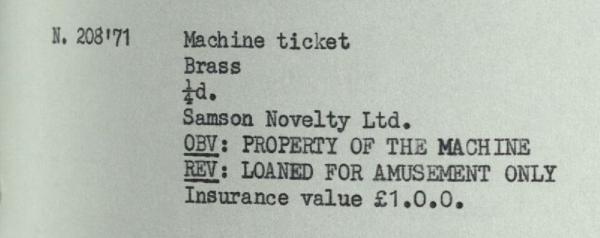 N. 208'71 Machine ticket
Brass
¼d.
Samson Novelty Ltd.
OBV: PROPERTY OF THE MACHINE
REV: LOANED FOR AMUSEMENT ONLY
Insurance value £1.0.0.